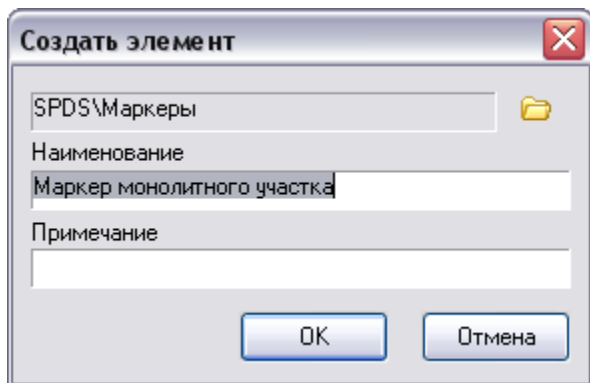 Создать элемент
SPDS\Маркеры
Наименование
Маркер монолитного участка
Примечание
OK
Отмена